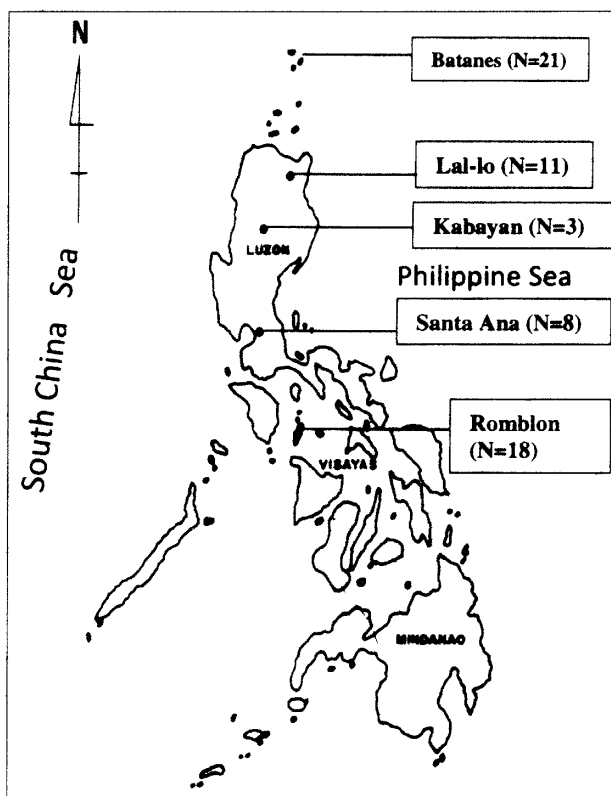 N
Batanes (N=21)
Lal-lo (N=11)
Kabayan (N=3)
LUZON
Philippine Sea
Santa Ana (N=8)
South China Sea
Romblon
(N=18)
VISAYAS
MINDANAO